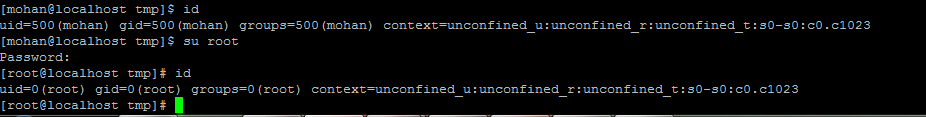 [mohan@localhost tmp]$ id
uid=500(mohan) gid=500(mohan) groups=500(mohan) context=unconfined_u:unconfined_r:unconfined_t:s0-s0:c0.c1023
[mohan@localhost tmp]$ su root
Password:
[root@localhost tmp]# id
uid=0(root) gid=0(root) groups=0(root) context=unconfined_u:unconfined_r:unconfined_t:s0-s0:c0.c1023
[root@localhost tmp]#